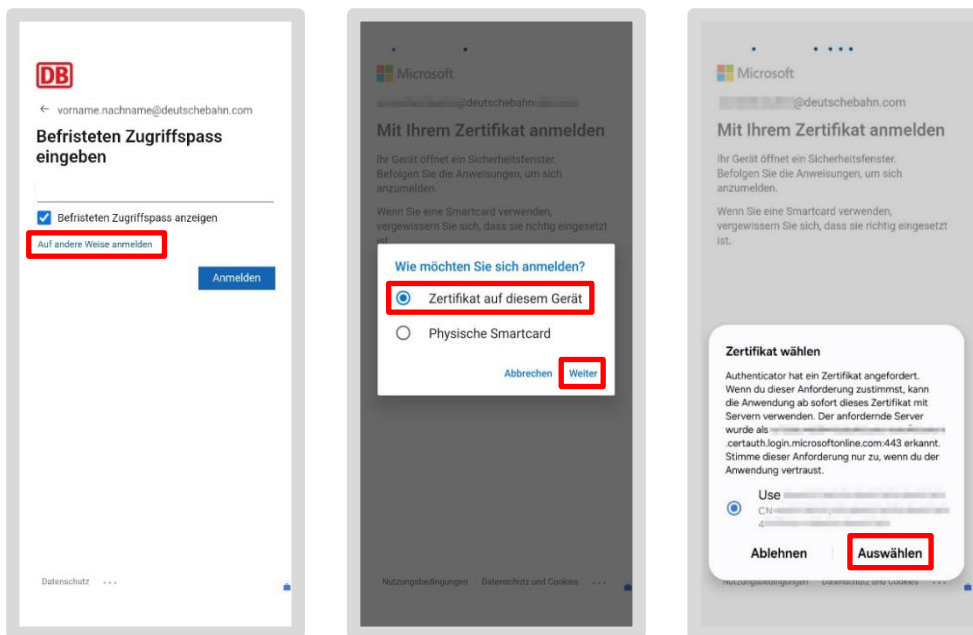 DB
← vorname.nachname@deutschebahn.com
Befristeten Zugriffspass
eingeben
Befristeten Zugriffspass anzeigen
Auf andere Weise anmelden
Anmelden
Datenschutz ...
Microsoft
@deutschebahn
Mit Ihrem Zertifikat anmelden
Ihr Gerät öffnet ein Sicherheitsfenster.
Befolgen Sie die Anweisungen, um sich
anzumelden.
Wenn Sie eine Smartcard verwenden,
vergewissern Sie sich, dass sie richtig eingesetzt
ist.
Wie möchten Sie sich anmelden?
Zertifikat auf diesem Gerät
Physische Smartcard
Abbrechen Weiter
Nutzungsbedingungen Datenschutz und Cookies ...
Microsoft
@deutschebahn.com
Mit Ihrem Zertifikat anmelden
Ihr Gerät öffnet ein Sicherheitsfenster.
Befolgen Sie die Anweisungen, um sich
anzumelden.
Wenn Sie eine Smartcard verwenden,
vergewissern Sie sich, dass sie richtig eingesetzt
ist.
Zertifikat wählen
Authenticator hat ein Zertifikat angefordert.
Wenn du dieser Anforderung zustimmst, kann
die Anwendung ab sofort dieses Zertifikat mit
Servern verwenden. Der anfordernde Server
wurde als
.certauth.login.microsoftonline.com:443 erkannt.
Stimme dieser Anforderung nur zu, wenn du der
Anwendung vertraust.
Use
CN=
4
Ablehnen Auswählen
Nutzungsbedingungen Datenschutz und Cookies ...